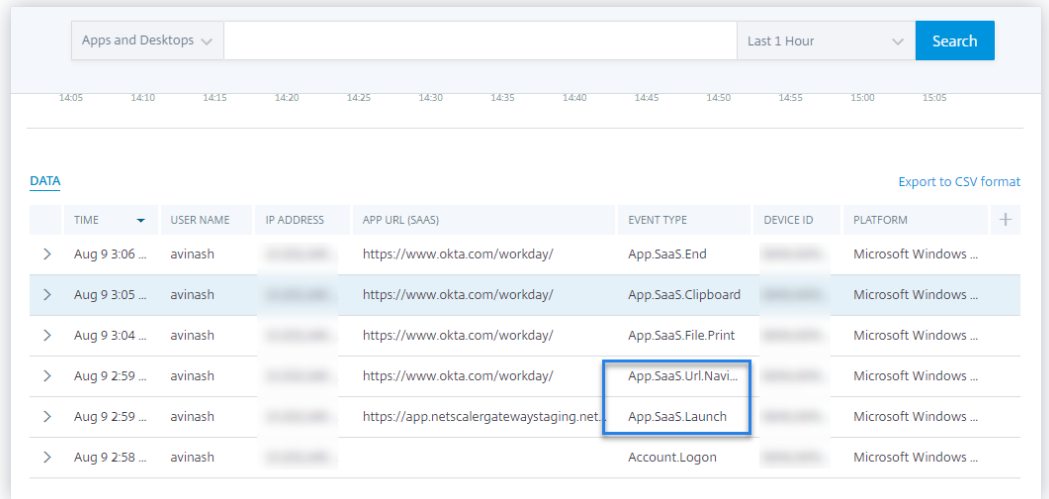 Apps and Desktops Last 1 Hour Search
14:05 14:10 14:15 14:20 14:25 14:30 14:35 14:40 14:45 14:50 14:55 15:00 15:05
DATA Export to CSV format
TIME USER NAME IP ADDRESS APP URL (SAAS) EVENT TYPE DEVICE ID PLATFORM
Aug 9 3:06 ... avinash https://www.okta.com/workday/ App.SaaS.End Microsoft Windows ...
Aug 9 3:05 ... avinash https://www.okta.com/workday/ App.SaaS.Clipboard Microsoft Windows ...
Aug 9 3:04 ... avinash https://www.okta.com/workday/ App.SaaS.File.Print Microsoft Windows ...
Aug 9 2:59 ... avinash https://www.okta.com/workday/ App.SaaS.Url.Navi... Microsoft Windows ...
Aug 9 2:59 ... avinash https://app.netscalergatewaystaging.net... App.SaaS.Launch Microsoft Windows ...
Aug 9 2:58 ... avinash Account.Logon Microsoft Windows ...